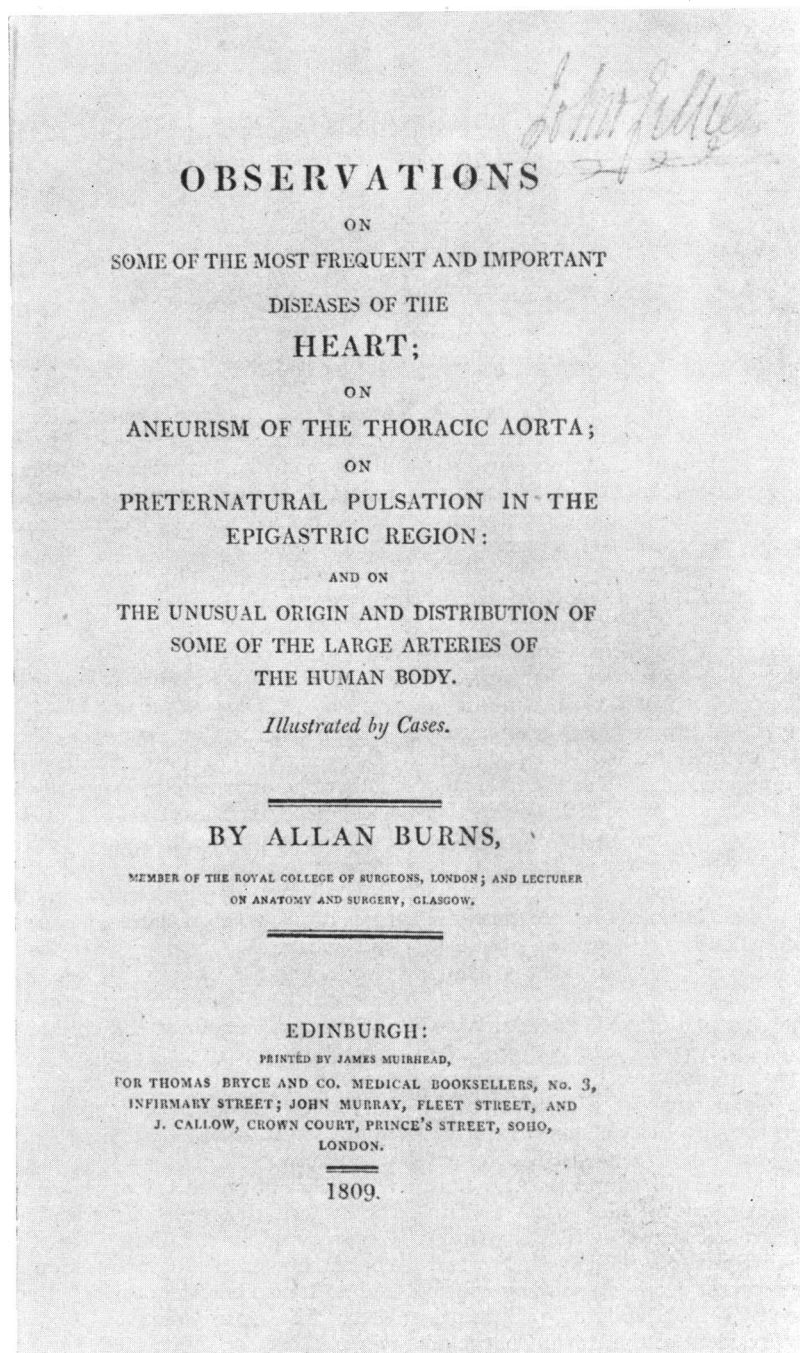 John
OBSERVATIONS
ON
SOME OF THE MOST FREQUENT AND IMPORTANT
DISEASES OF THE
HEART;
ON
ANEURISM OF THE THORACIC AORTA;
ON
PRETERNATURAL PULSATION IN THE
EPIGASTRIC REGION:
AND ON
THE UNUSUAL ORIGIN AND DISTRIBUTION OF
SOME OF THE LARGE ARTERIES OF
THE HUMAN BODY.
Illustrated by Cases.
BY ALLAN BURNS,
MEMBER OF THE ROYAL COLLEGE OF SURGEONS, LONDON; AND LECTURER
ON ANATOMY AND SURGERY, GLASGOW.
EDINBURGH:
PRINTED BY JAMES MUIRHEAD,
FOR THOMAS BRYCE AND CO. MEDICAL BOOKSELLERS, No. 3,
INFIRMARY STREET; JOHN MURRAY, FLEET STREET, AND
J. CALLOW, CROWN COURT, PRINCE'S STREET, SOHO,
LONDON.
1809.